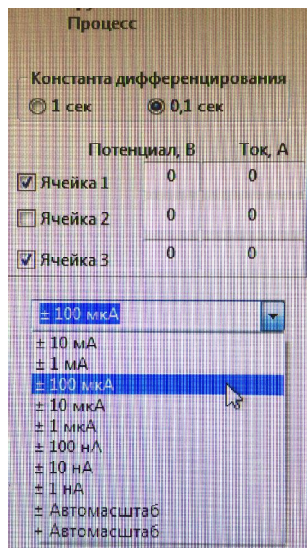 Процесс
Константа дифференцирования
1 сек 0,1 сек
Потенциал, В Ток, А
Ячейка 1 0 0
Ячейка 2 0 0
Ячейка 3 0 0
± 100 мкА
± 10 мА
± 1 мА
± 100 мкА
± 10 мкА
± 1 мкА
± 100 нА
± 10 нА
± 1 нА
± Автомасштаб
+ Автомасштаб